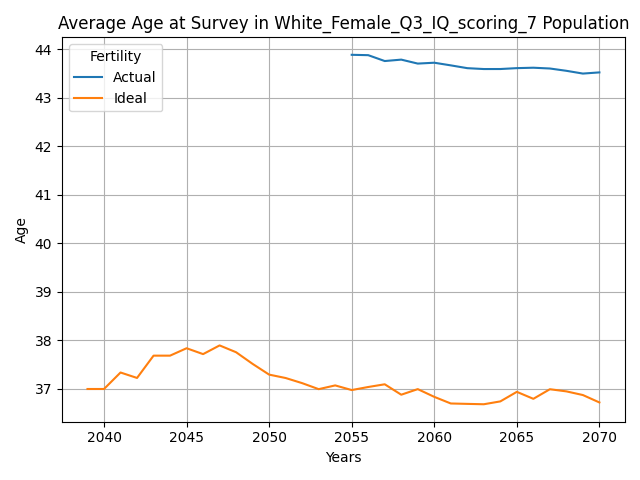 Average Age at Survey in White_Female_Q3_IQ_scoring_7 Population
Fertility
Actual
Ideal
44
43
42
41
40
39
38
37
Age
2040 2045 2050 2055 2060 2065 2070
Years